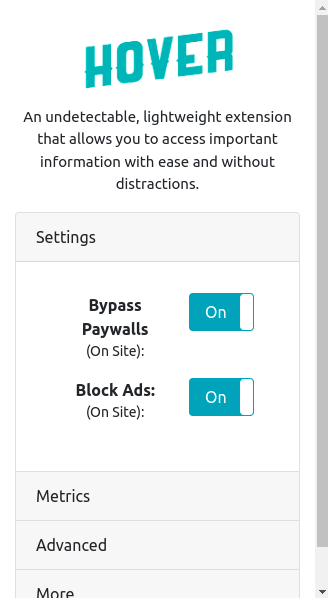 HOVER
An undetectable, lightweight extension
that allows you to access important
information with ease and without
distractions.
Settings
Bypass
Paywalls
(On Site):
On
Block Ads:
(On Site):
On
Metrics
Advanced
More